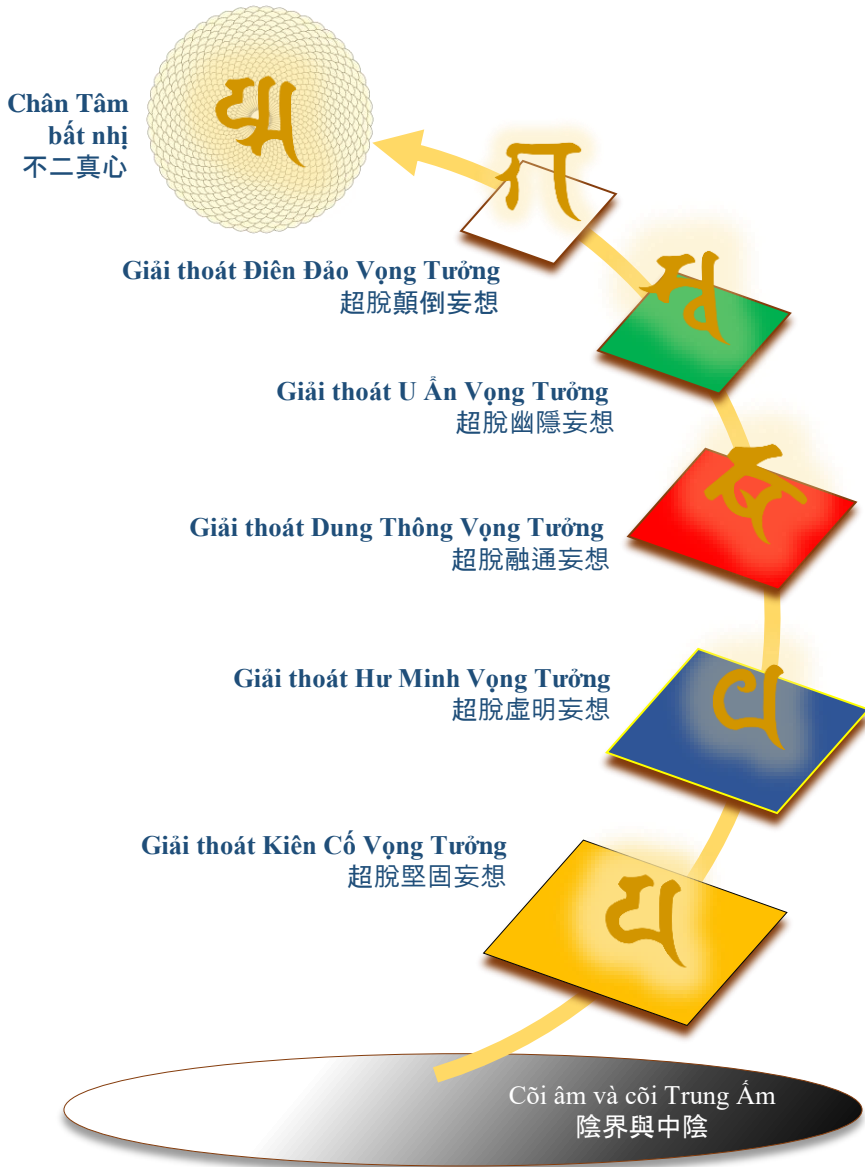 Chân Tâm
bất nhị
不二真心
Giải thoát Điên Đảo Vọng Tưởng
超脫顛倒妄想
Giải thoát U Ẩn Vọng Tưởng
超脫幽隱妄想
Giải thoát Dung Thông Vọng Tưởng
超脫融通妄想
Giải thoát Hư Minh Vọng Tưởng
超脫虛明妄想
Giải thoát Kiên Cố Vọng Tưởng
超脫堅固妄想
Cõi âm và cõi Trung Ấm
陰界與中陰